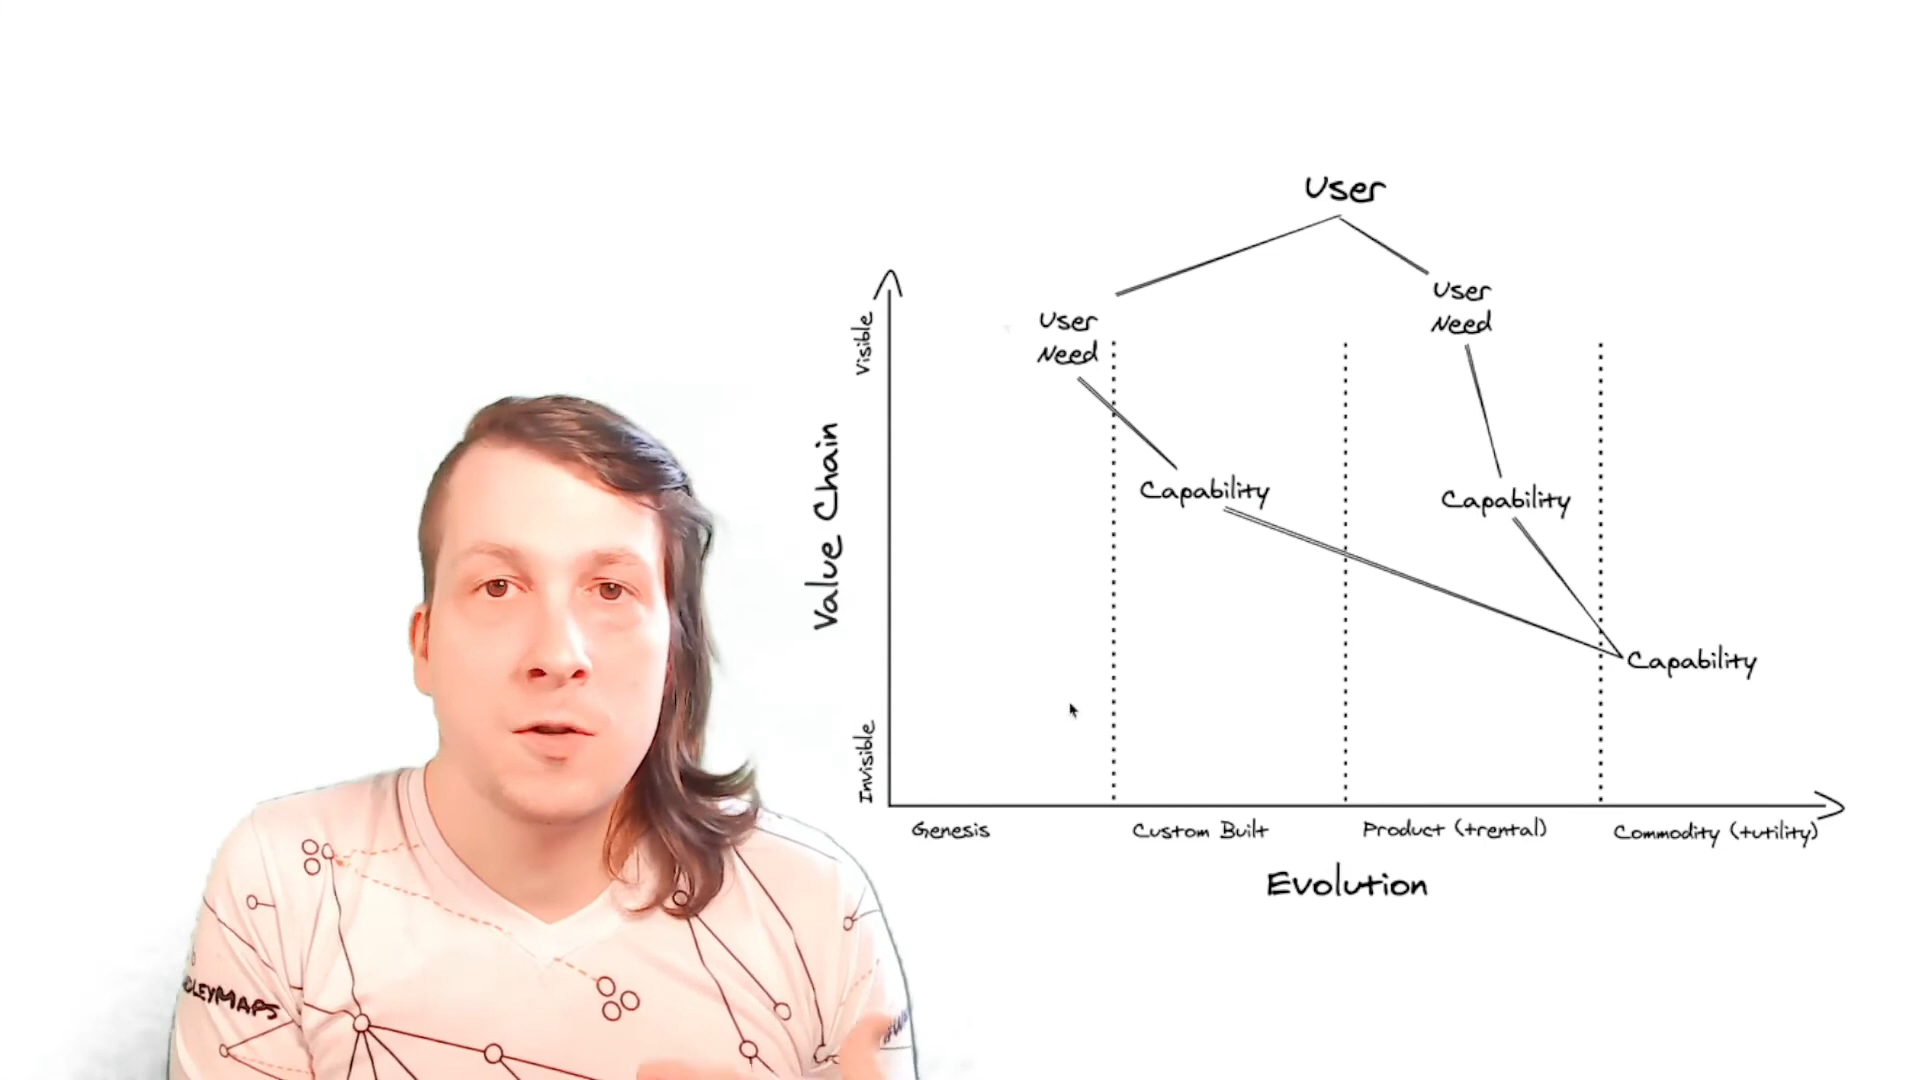 User
User
Need
User
Need
Visible
Value Chain
Capability
Capability
Capability
Invisible
Genesis
Custom Built
Product (+rental)
Commodity (+utility)
Evolution
DLEYMAPS